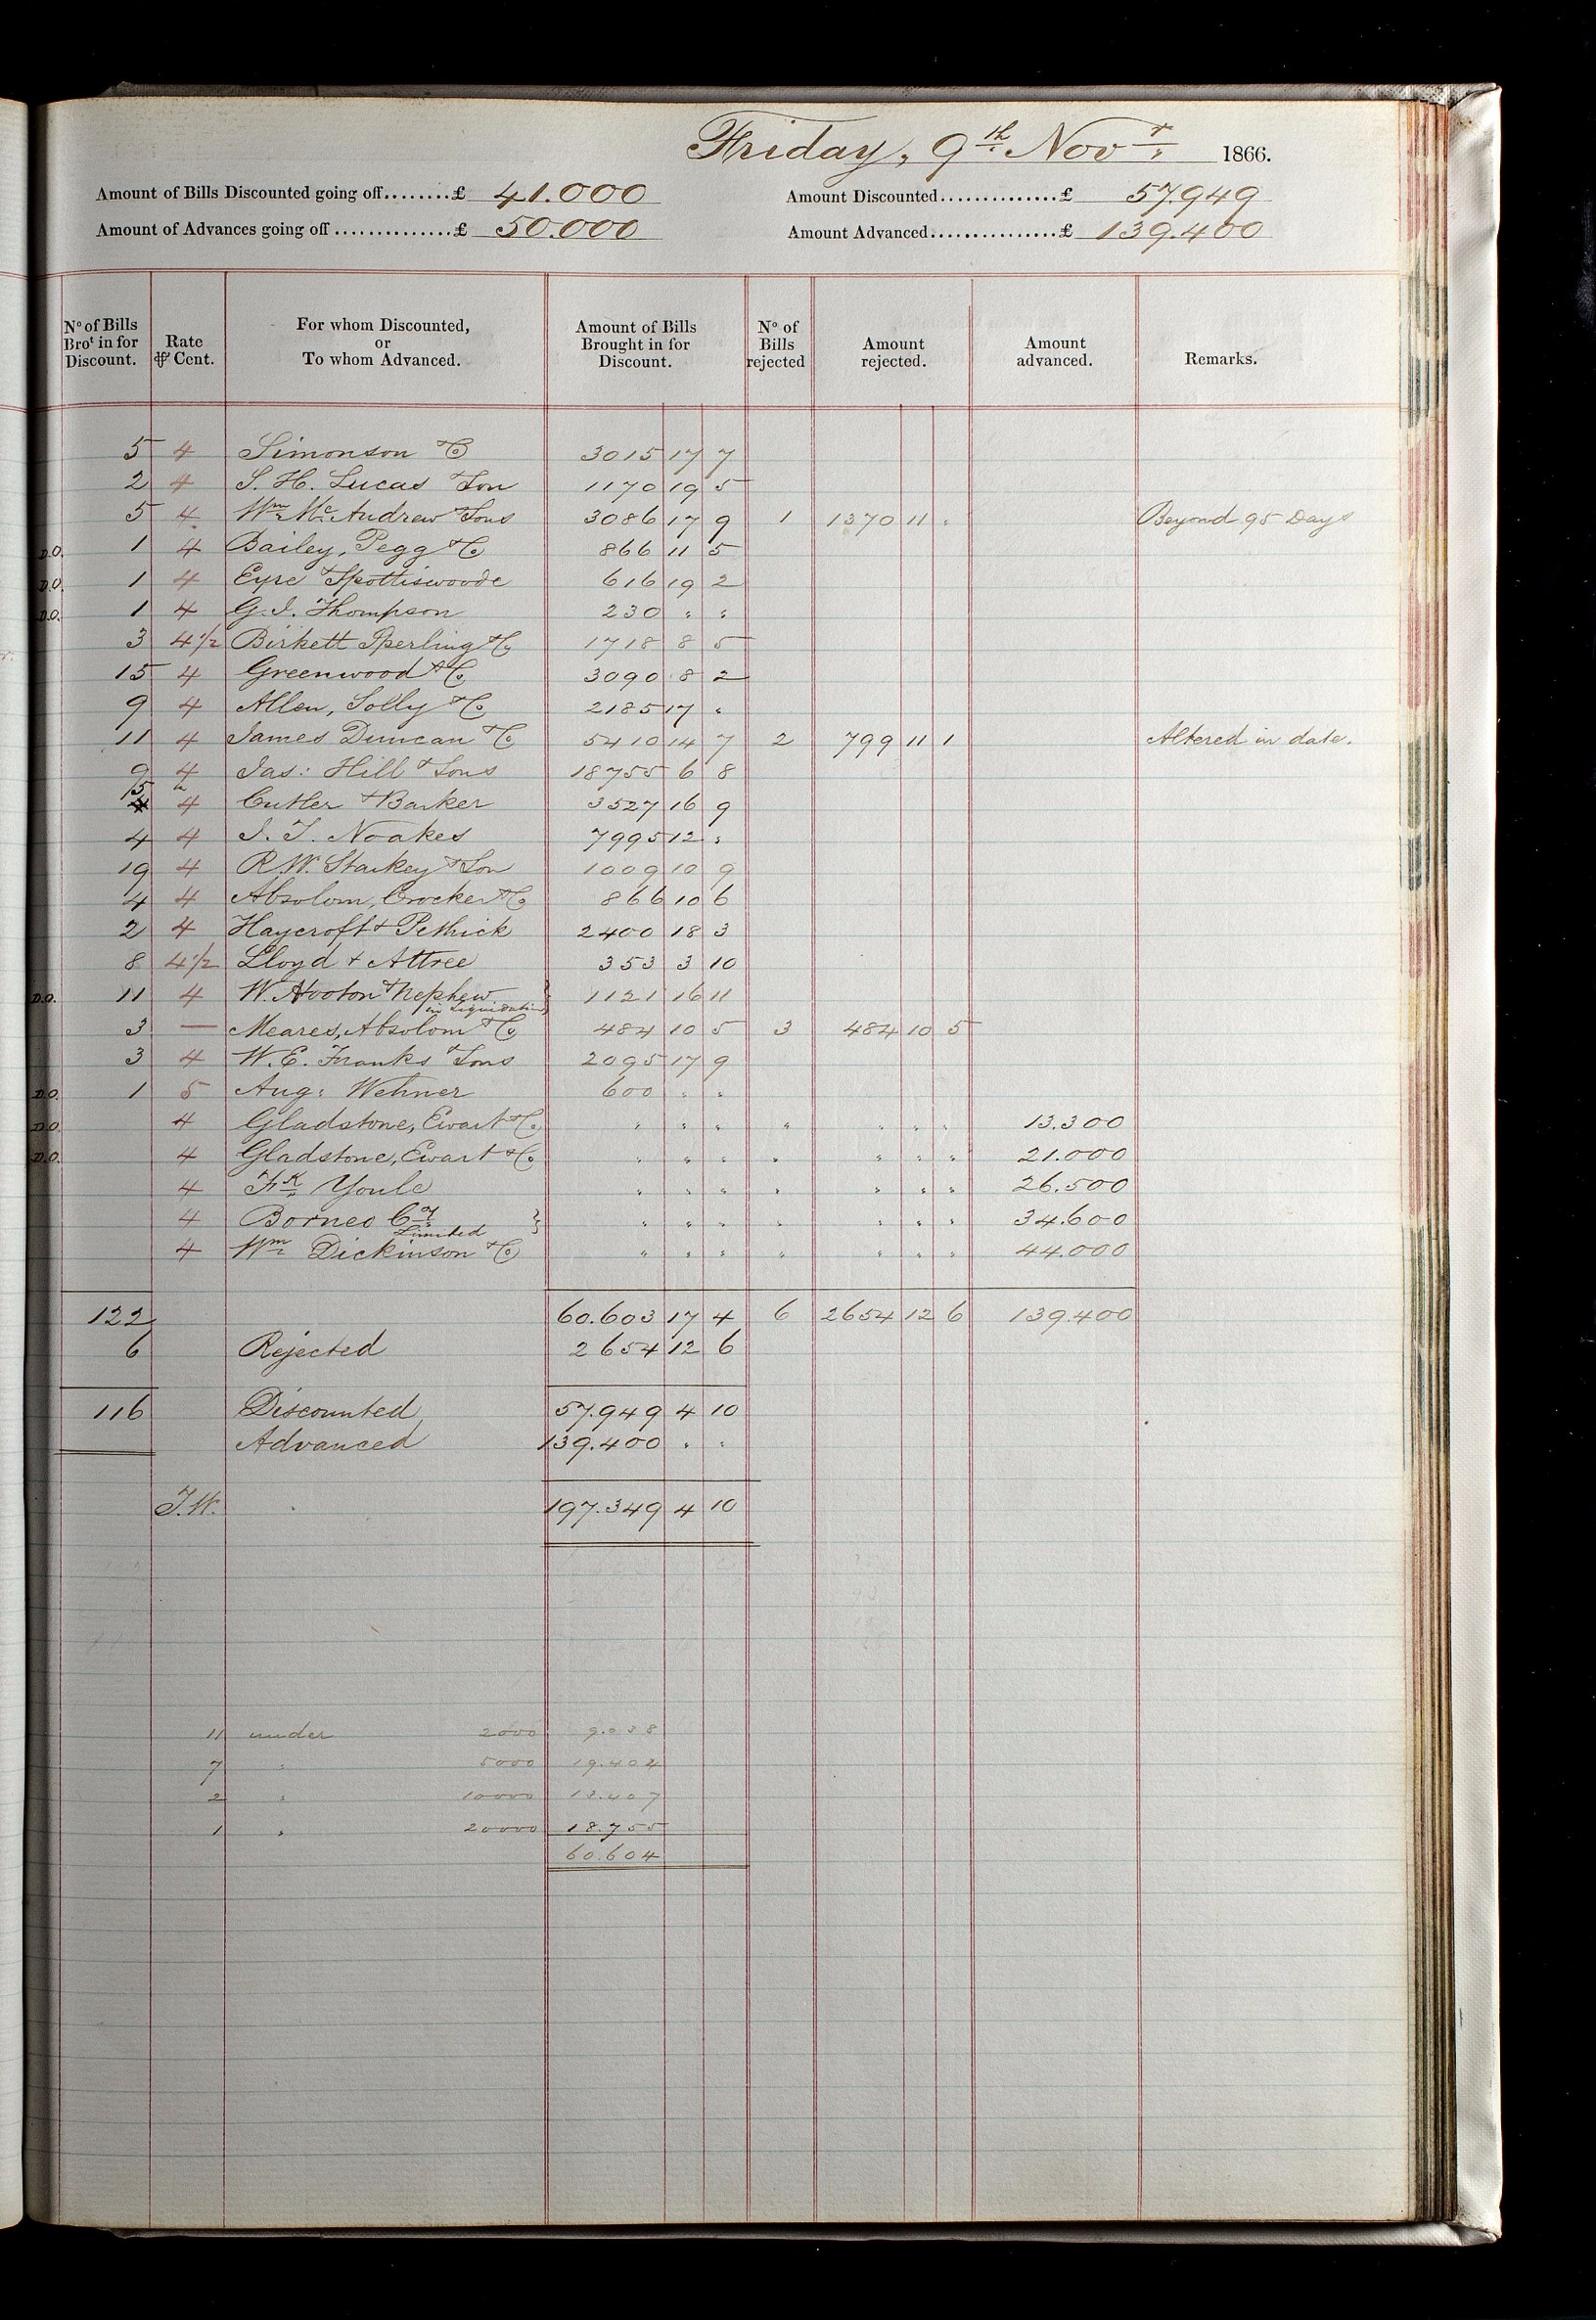 Friday, 9th Novr 1866.
Amount of Bills Discounted going off........£ 41.000 Amount Discounted..............£ 57.949
Amount of Advances going off..............£ 50.000 Amount Advanced................£ 139.400
No of Bills Brot in for Discount. Rate ⅌ Cent. For whom Discounted, or To whom Advanced. Amount of Bills Brought in for Discount. No of Bills rejected Amount rejected. Amount advanced. Remarks.
5 4 Simonson & Co 3015 17 7
2 4 S. H. Lucas & Son 1170 19 5
5 4 Wm Mc Andrew & Sons 3086 17 9 1 1370 11 " Beyond 95 Days
D.O. 1 4 Bailey, Pegg & Co 866 11 5
D.O. 1 4 Eyre & Spottiswoode 616 19 2
D.O. 1 4 G. I. Thompson 230 " "
3 4 1/2 Birkett Sperling & Co 1718 8 5
15 4 Greenwood & Co 3090 8 2
9 4 Allen, Solly & Co 2185 17 "
11 4 James Duncan & Co 5410 14 7 2 799 11 1 Altered in date.
9 4 Jas: Hill & Sons 18755 6 8
5 4 Cutler & Barker 3527 16 9
4 4 I. T. Noakes 7995 12 "
19 4 R.W. Starkey & Son 1009 10 9
4 4 Absolom, Crocker & Co 866 10 6
2 4 Haycroft & Pethick 2400 18 3
8 4 1/2 Lloyd & Attree 353 3 10
D.O. 11 4 W. Hooton & Nephew } 1121 16 11
in Liquidation
3 — Meares, Absolom & Co 484 10 5 3 484 10 5
3 4 W. E. Franks & Sons 2095 17 9
D.O. 1 5 Aug: Wehner 600 " "
D.O. 4 Gladstone, Ewart & Co " " " " " " " 13.300
D.O. 4 Gladstone, Ewart & Co " " " " " " " 21.000
4 Fk Youle " " " " " " " 26.500
4 Borneo Cy } " " " " " " " 34.600
Limited
4 Wm Dickinson & Co " " " " " " " 44.000
122 60.603 17 4 6 2654 12 6 139.400
6 Rejected 2654 12 6
116 Discounted 57.949 4 10
Advanced 139.400 " "
J.W. 197.349 4 10
11 under 2000 9.038
7 " 5000 19.404
2 " 10000 13.407
1 " 20000 18.755
60.604